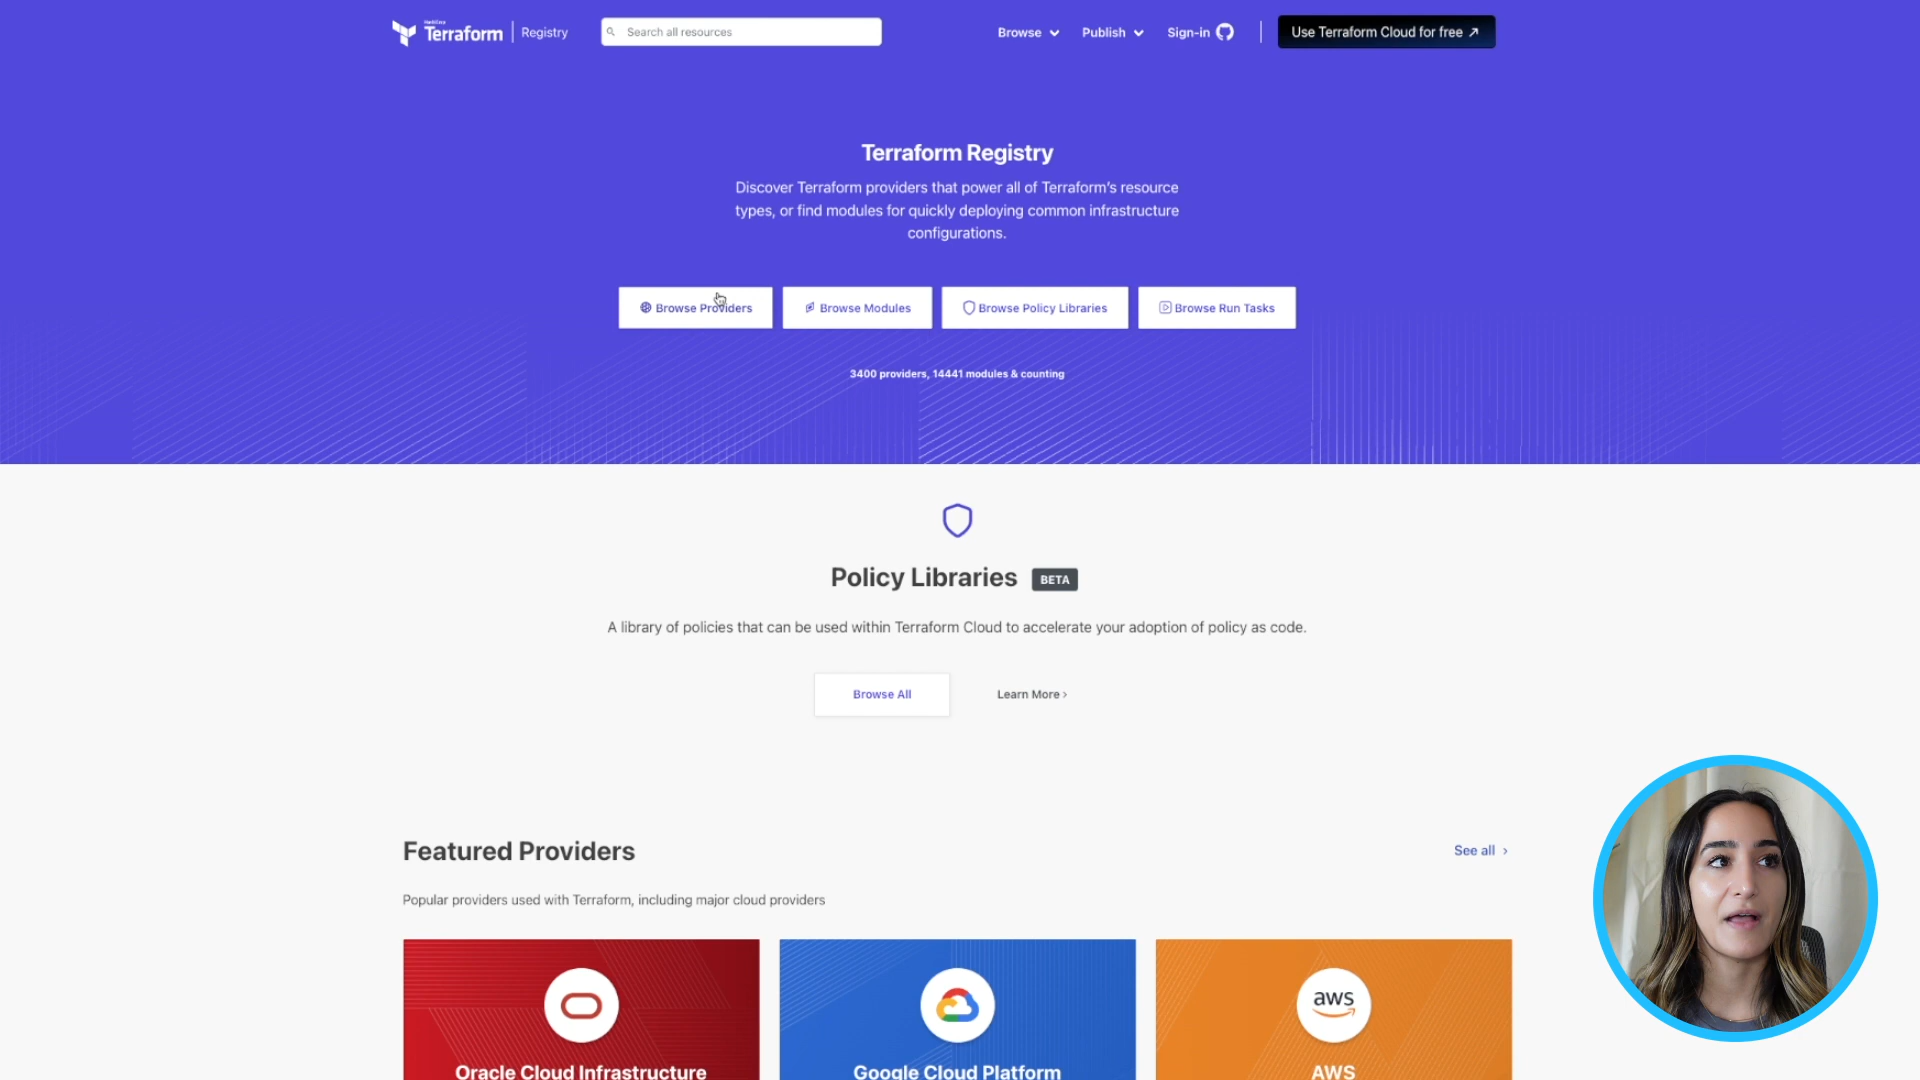 HashiCorp
Terraform
Registry
Search all resources
Browse
Publish
Sign-in
Use Terraform Cloud for free
Terraform Registry
Discover Terraform providers that power all of Terraform's resource
types, or find modules for quickly deploying common infrastructure
configurations.
Browse Providers
Browse Modules
Browse Policy Libraries
Browse Run Tasks
3400 providers, 14441 modules & counting
Policy Libraries BETA
A library of policies that can be used within Terraform Cloud to accelerate your adoption of policy as code.
Browse All
Learn More ›
Featured Providers
See all ›
Popular providers used with Terraform, including major cloud providers
aws
Oracle Cloud Infrastructure
Google Cloud Platform
AWS